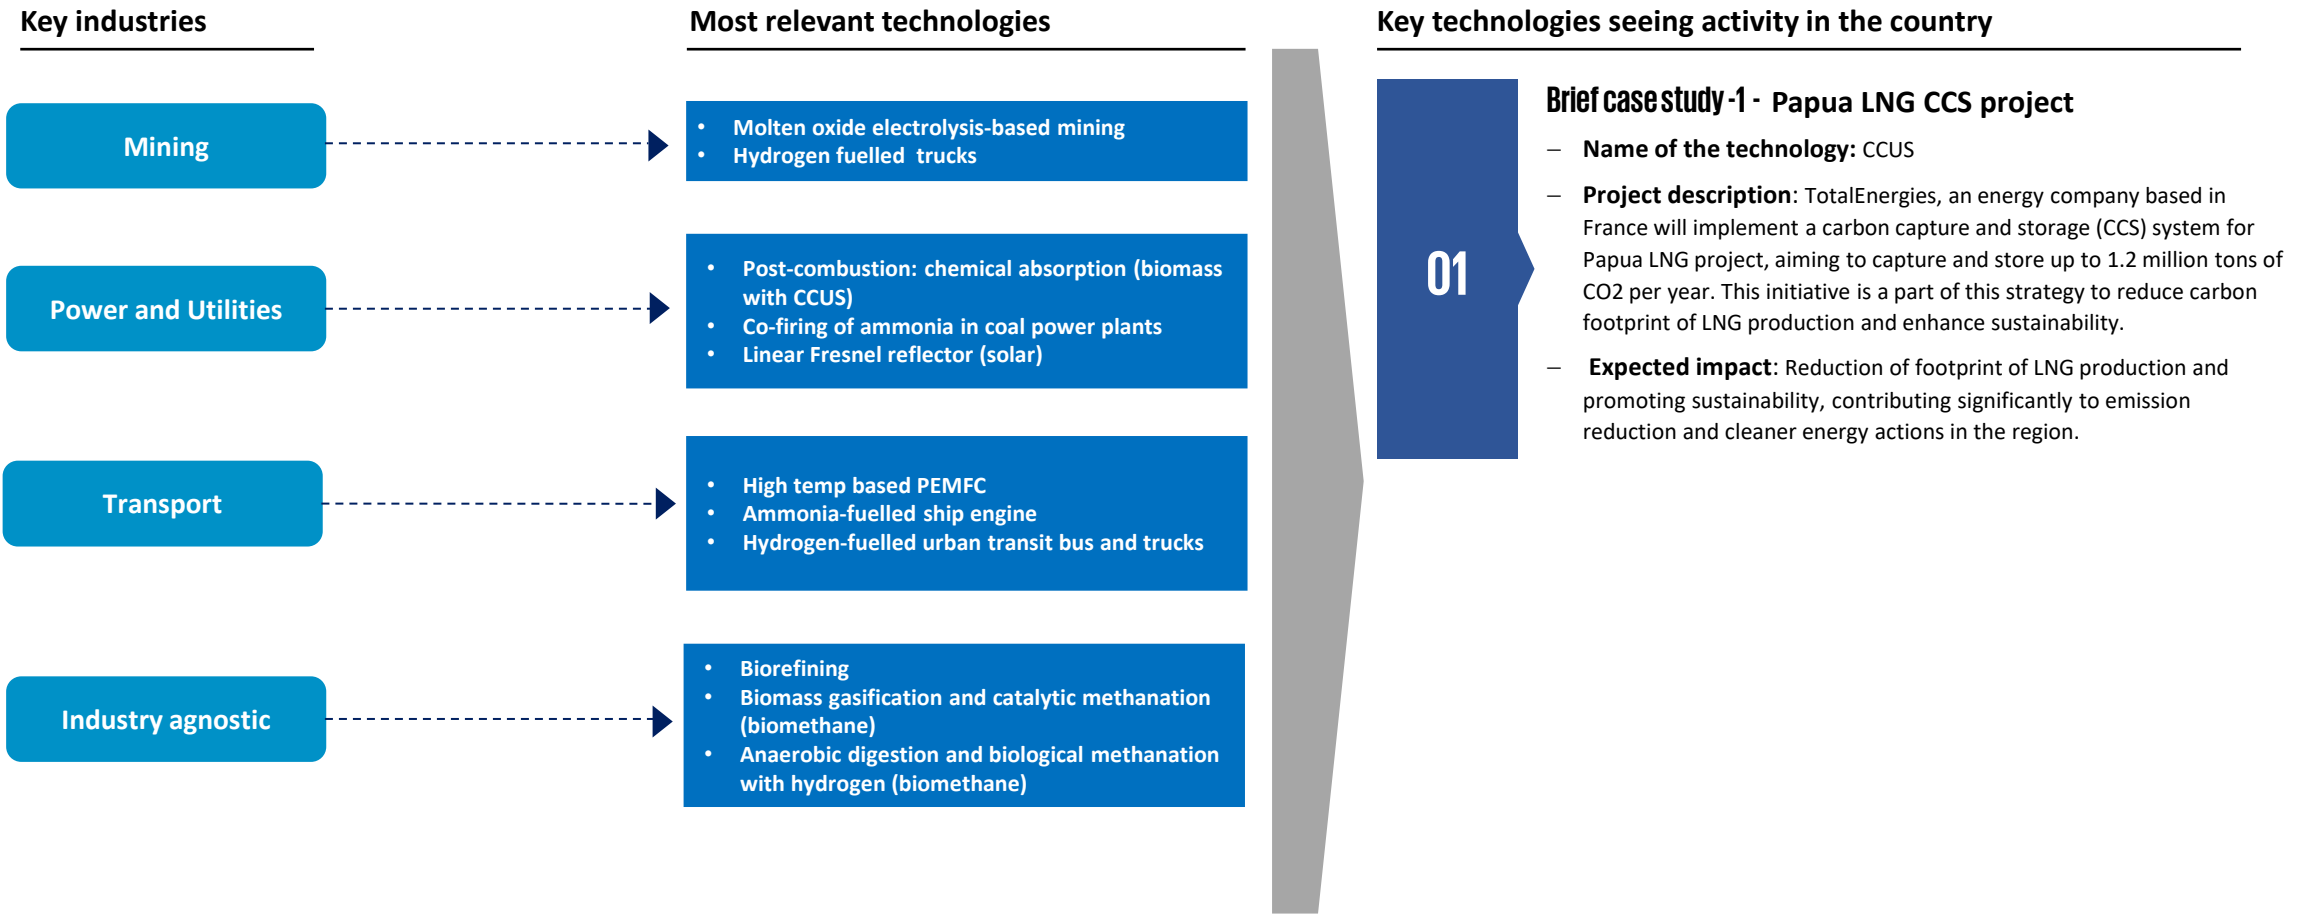 Key industries
Most relevant technologies
Key technologies seeing activity in the country
Mining
• Molten oxide electrolysis-based mining
• Hydrogen fuelled trucks
Power and Utilities
• Post-combustion: chemical absorption (biomass
with CCUS)
• Co-firing of ammonia in coal power plants
• Linear Fresnel reflector (solar)
Transport
• High temp based PEMFC
• Ammonia-fuelled ship engine
• Hydrogen-fuelled urban transit bus and trucks
Industry agnostic
• Biorefining
• Biomass gasification and catalytic methanation
(biomethane)
• Anaerobic digestion and biological methanation
with hydrogen (biomethane)
01
Brief case study -1 - Papua LNG CCS project
– Name of the technology: CCUS
– Project description: TotalEnergies, an energy company based in
France will implement a carbon capture and storage (CCS) system for
Papua LNG project, aiming to capture and store up to 1.2 million tons of
CO2 per year. This initiative is a part of this strategy to reduce carbon
footprint of LNG production and enhance sustainability.
– Expected impact: Reduction of footprint of LNG production and
promoting sustainability, contributing significantly to emission
reduction and cleaner energy actions in the region.